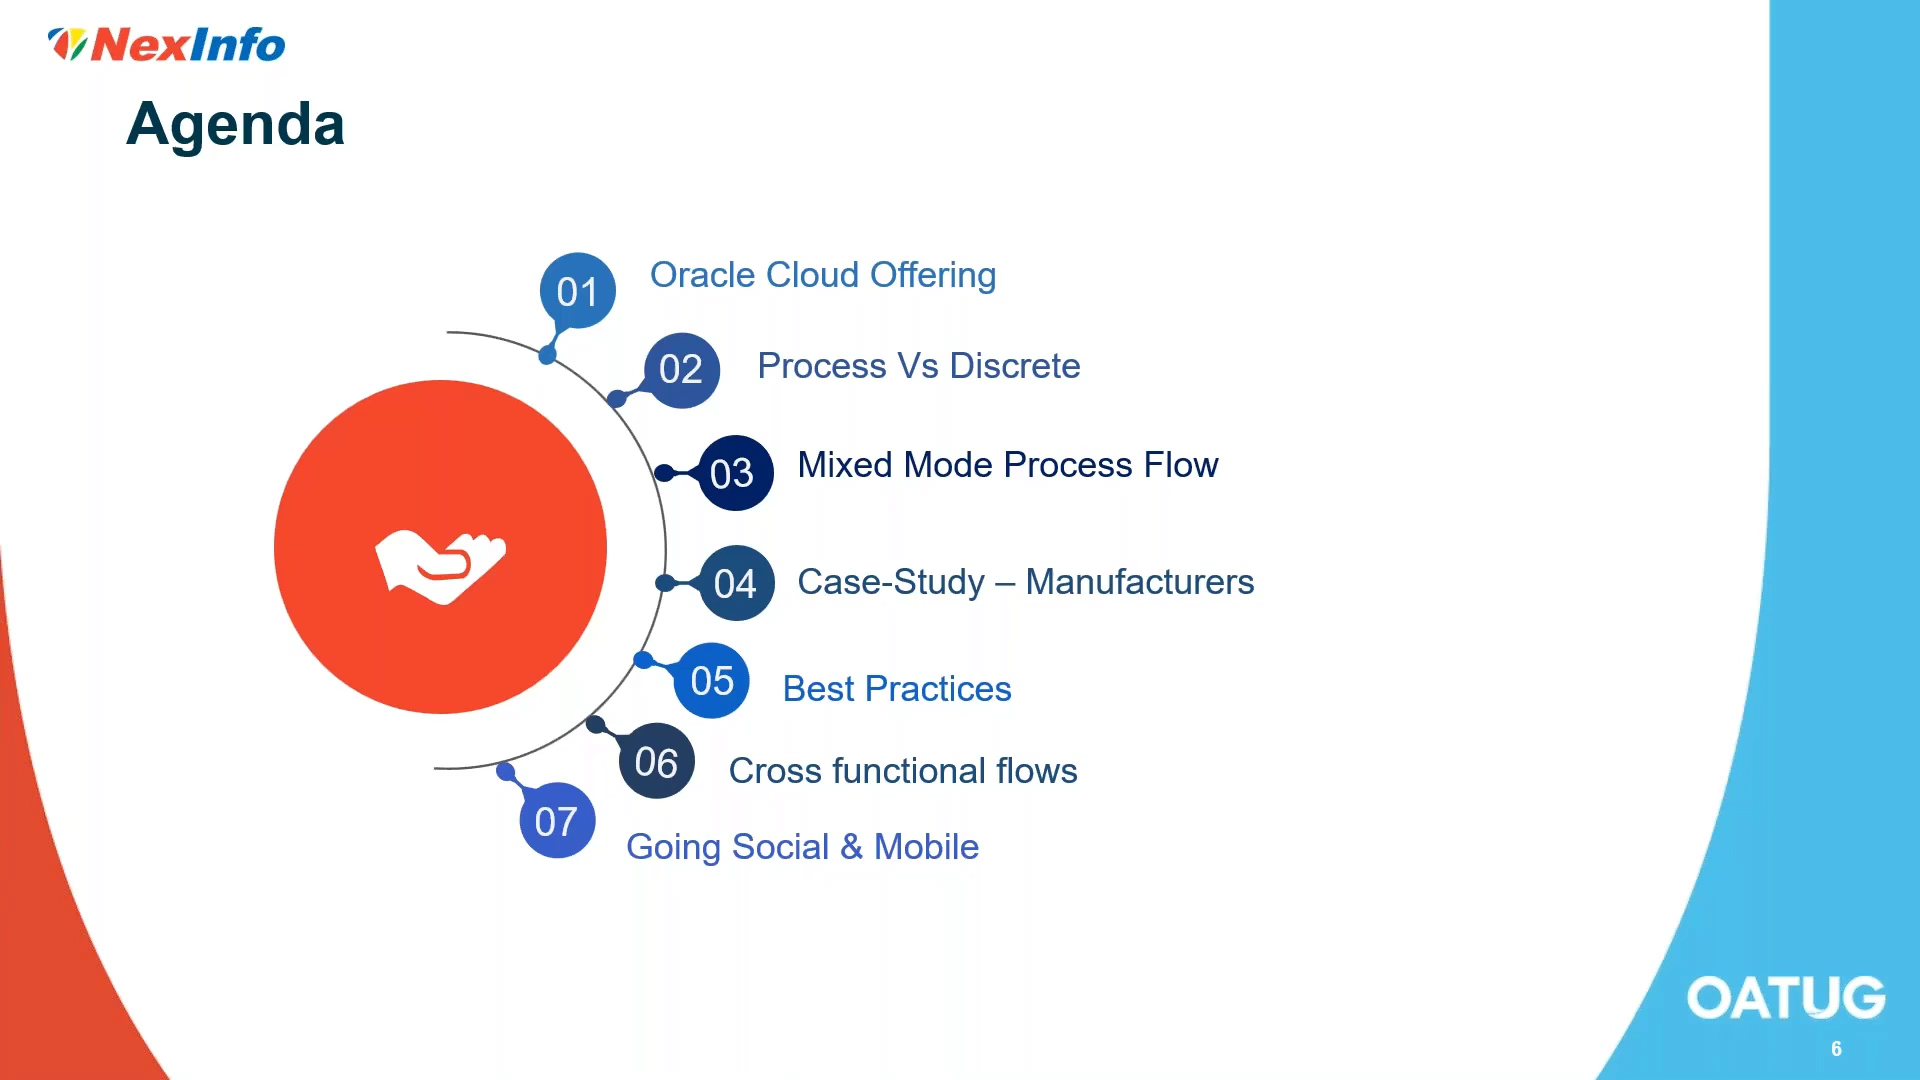 NexInfo
Agenda
01 Oracle Cloud Offering
02 Process Vs Discrete
03 Mixed Mode Process Flow
04 Case-Study – Manufacturers
05 Best Practices
06 Cross functional flows
07 Going Social & Mobile
OATUG
6